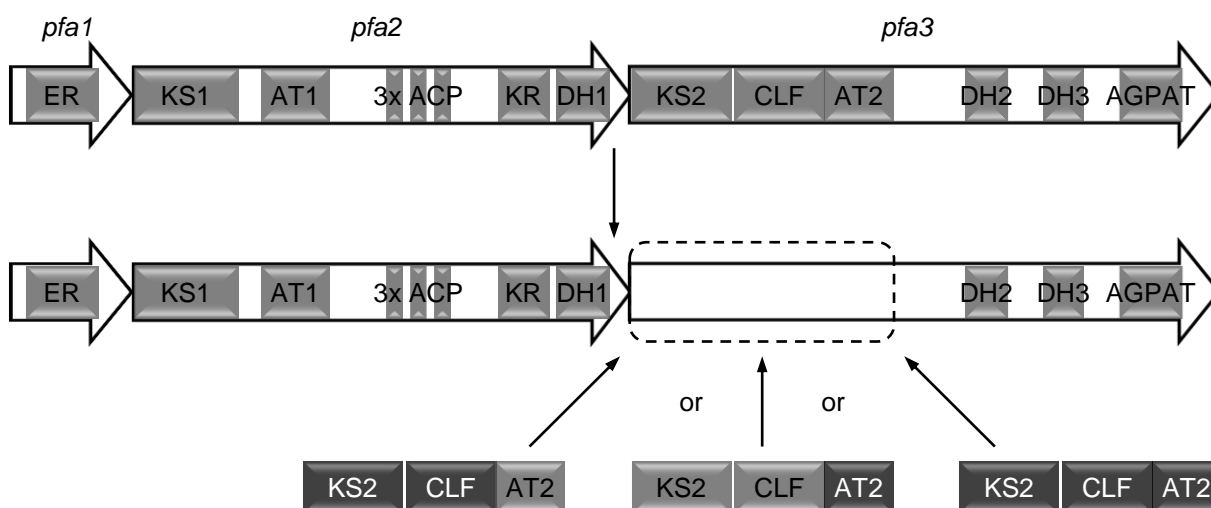 pfa1 pfa2 pfa3
ER KS1 AT1 3x ACP KR DH1 KS2 CLF AT2 DH2 DH3 AGPAT
ER KS1 AT1 3x ACP KR DH1 DH2 DH3 AGPAT
or or
KS2 CLF AT2 KS2 CLF AT2 KS2 CLF AT2